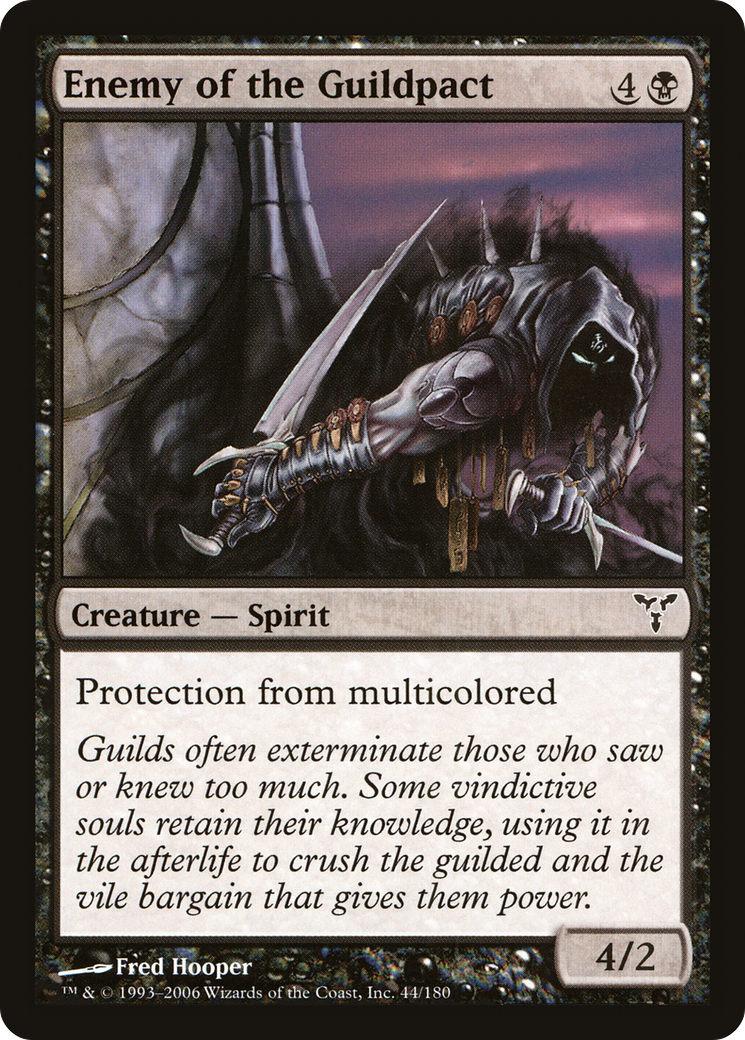 Enemy of the Guildpact 4
Creature — Spirit
Protection from multicolored
Guilds often exterminate those who saw
or knew too much. Some vindictive
souls retain their knowledge, using it in
the afterlife to crush the guilded and the
vile bargain that gives them power.
4/2
Fred Hooper
™ & © 1993–2006 Wizards of the Coast, Inc. 44/180